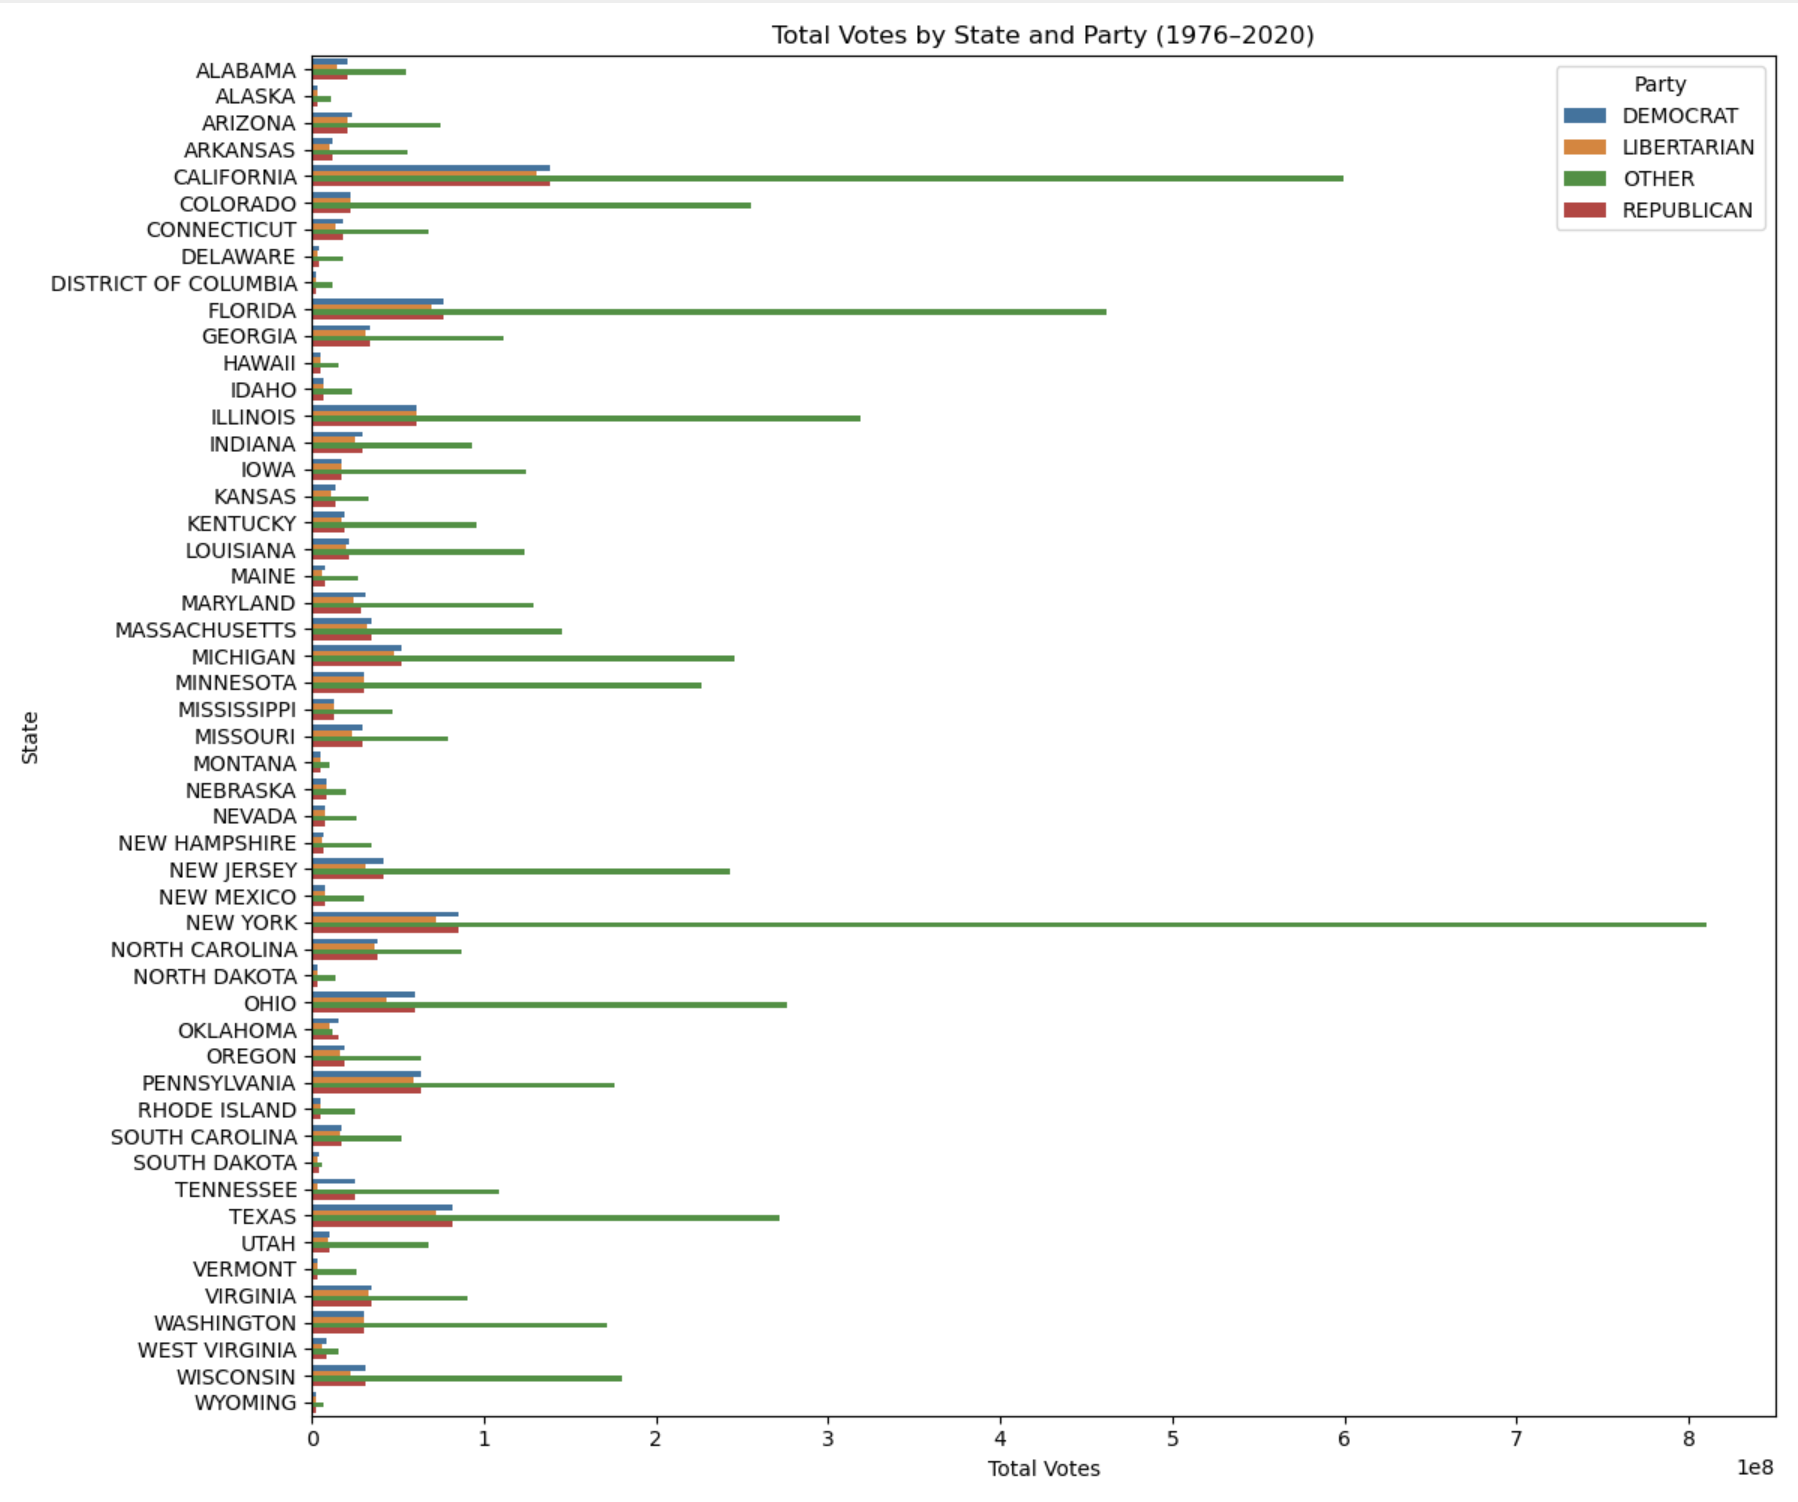 Total Votes by State and Party (1976–2020)
Party
DEMOCRAT
LIBERTARIAN
OTHER
REPUBLICAN
State
ALABAMA
ALASKA
ARIZONA
ARKANSAS
CALIFORNIA
COLORADO
CONNECTICUT
DELAWARE
DISTRICT OF COLUMBIA
FLORIDA
GEORGIA
HAWAII
IDAHO
ILLINOIS
INDIANA
IOWA
KANSAS
KENTUCKY
LOUISIANA
MAINE
MARYLAND
MASSACHUSETTS
MICHIGAN
MINNESOTA
MISSISSIPPI
MISSOURI
MONTANA
NEBRASKA
NEVADA
NEW HAMPSHIRE
NEW JERSEY
NEW MEXICO
NEW YORK
NORTH CAROLINA
NORTH DAKOTA
OHIO
OKLAHOMA
OREGON
PENNSYLVANIA
RHODE ISLAND
SOUTH CAROLINA
SOUTH DAKOTA
TENNESSEE
TEXAS
UTAH
VERMONT
VIRGINIA
WASHINGTON
WEST VIRGINIA
WISCONSIN
WYOMING
0 1 2 3 4 5 6 7 8
Total Votes
1e8